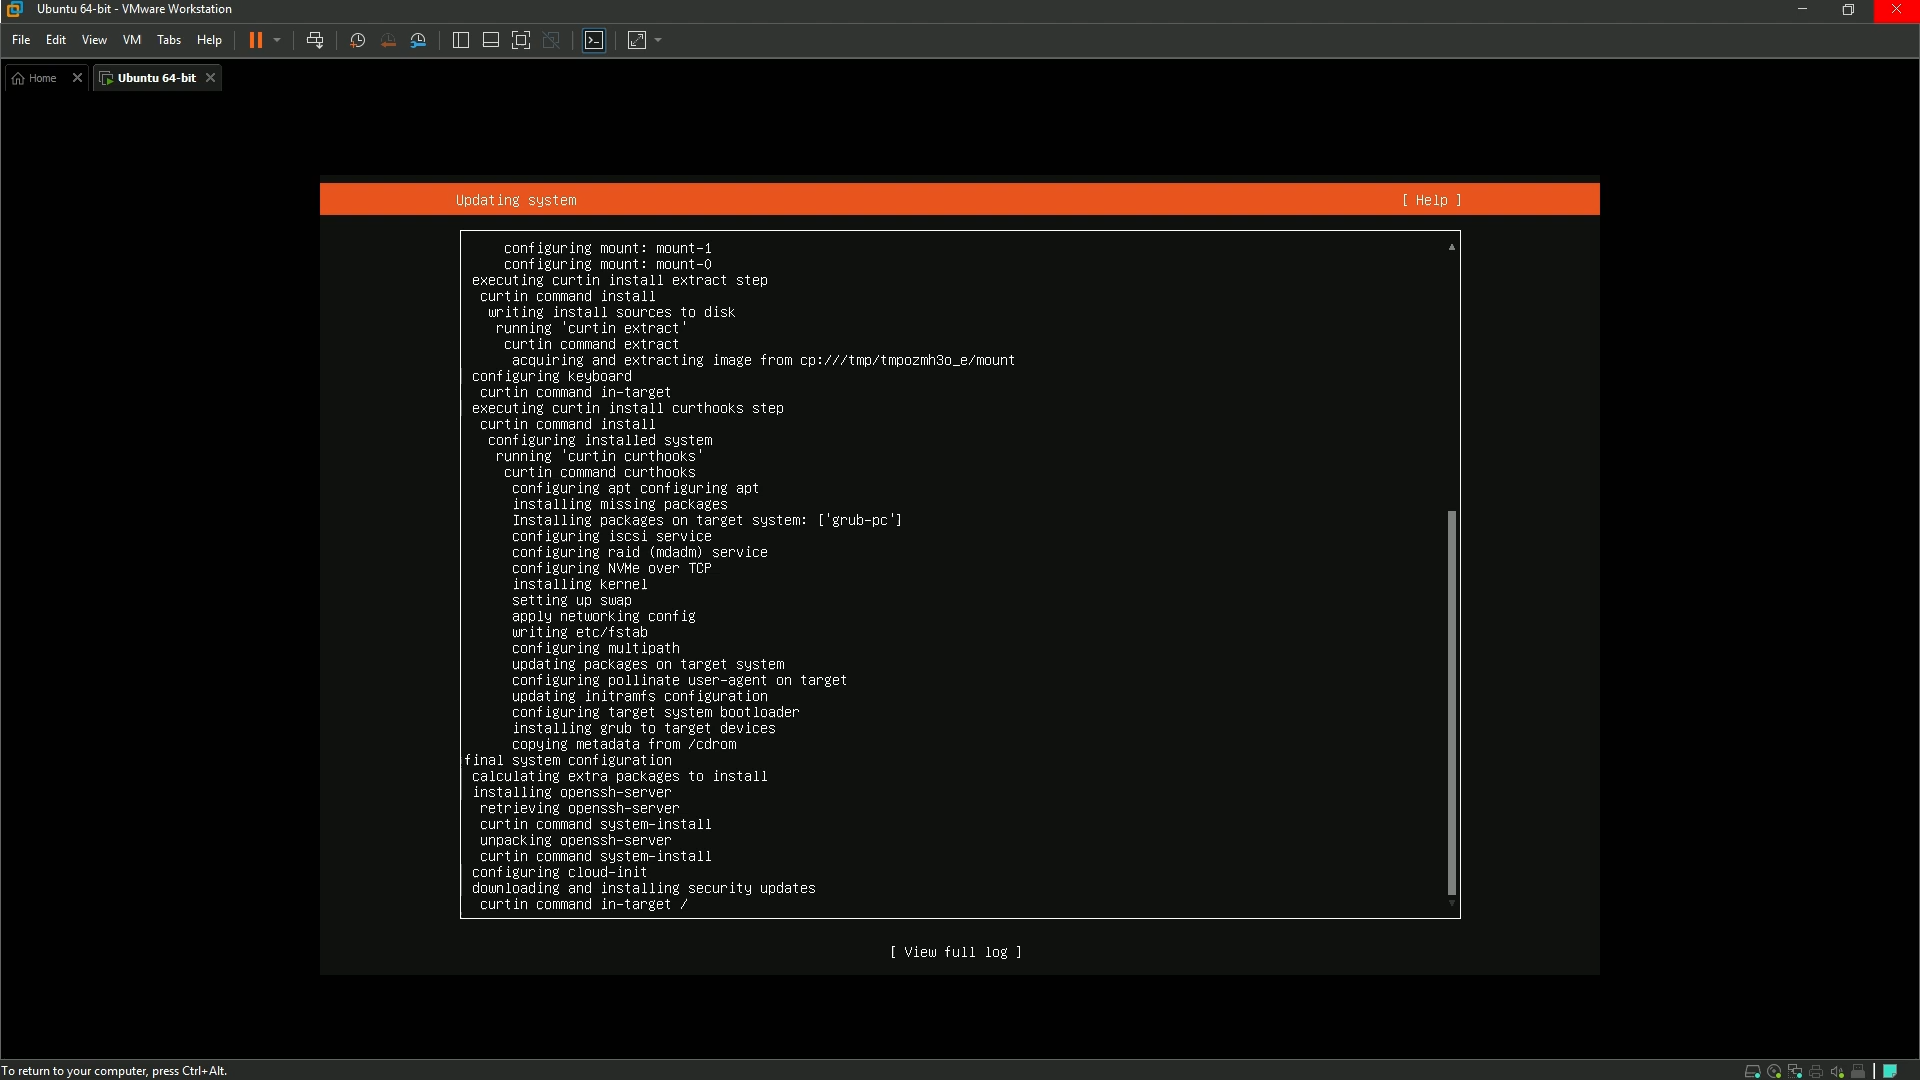 Ubuntu 64-bit - VMware Workstation
File Edit View VM Tabs Help
Home Ubuntu 64-bit
Updating system [ Help ]
configuring mount: mount-1
configuring mount: mount-0
executing curtin install extract step
curtin command install
writing install sources to disk
running 'curtin extract'
curtin command extract
acquiring and extracting image from cp:///tmp/tmpozmh3o_e/mount
configuring keyboard
curtin command in-target
executing curtin install curthooks step
curtin command install
configuring installed system
running 'curtin curthooks'
curtin command curthooks
configuring apt configuring apt
installing missing packages
Installing packages on target system: ['grub-pc']
configuring iscsi service
configuring raid (mdadm) service
configuring NVMe over TCP
installing kernel
setting up swap
apply networking config
writing etc/fstab
configuring multipath
updating packages on target system
configuring pollinate user-agent on target
updating initramfs configuration
configuring target system bootloader
installing grub to target devices
copying metadata from /cdrom
final system configuration
calculating extra packages to install
installing openssh-server
retrieving openssh-server
curtin command system-install
unpacking openssh-server
curtin command system-install
configuring cloud-init
downloading and installing security updates
curtin command in-target /
[ View full log ]
To return to your computer, press Ctrl+Alt.